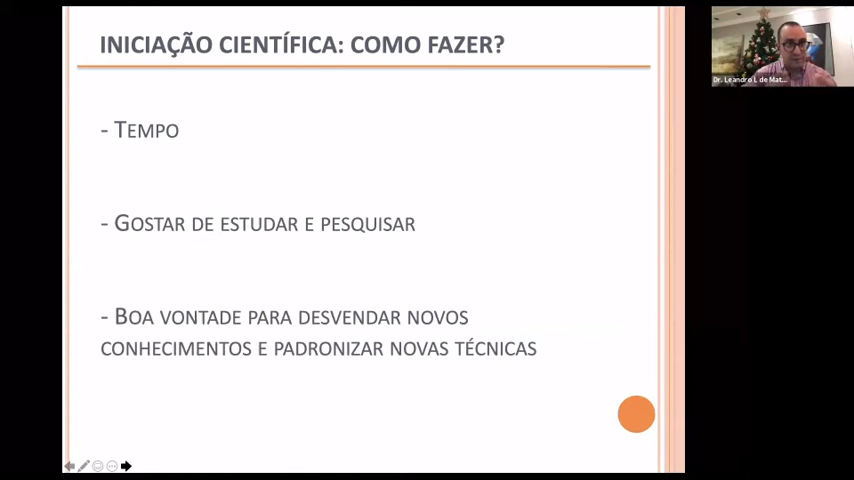 INICIAÇÃO CIENTÍFICA: COMO FAZER?
- TEMPO
- GOSTAR DE ESTUDAR E PESQUISAR
- BOA VONTADE PARA DESVENDAR NOVOS
CONHECIMENTOS E PADRONIZAR NOVAS TÉCNICAS
Dr. Leandro L de Mat...